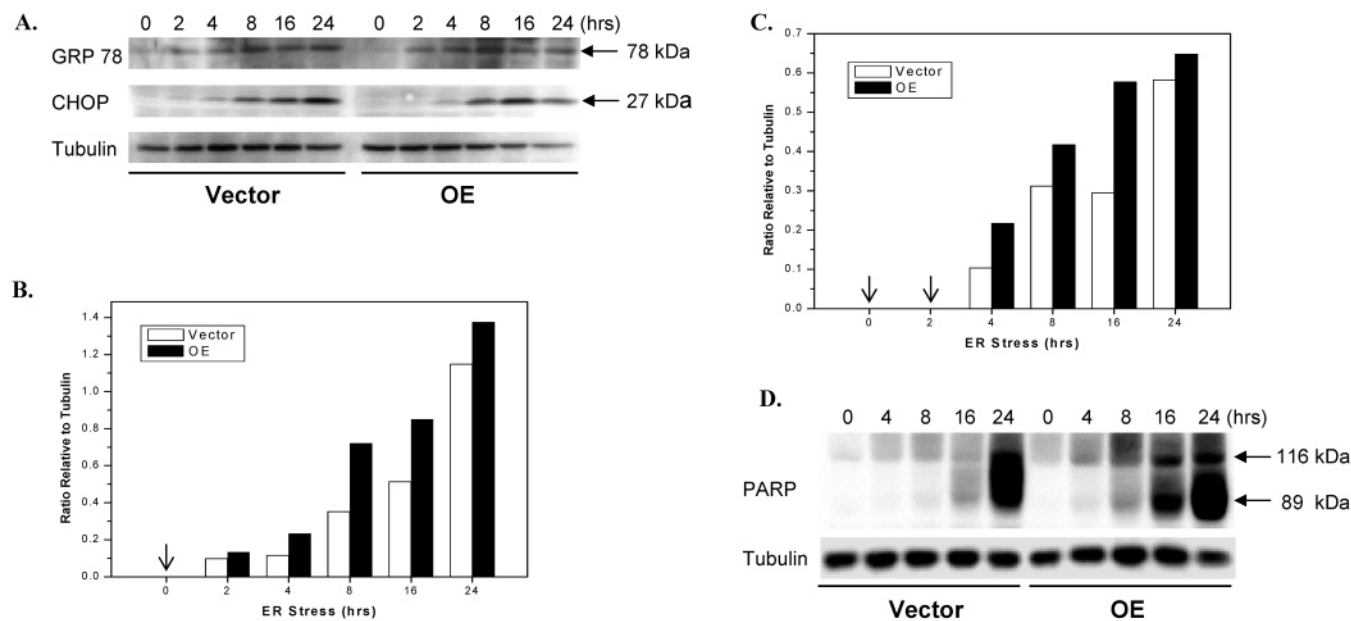 A.
0 2 4 8 16 24 0 2 4 8 16 24 (hrs)
GRP 78
78 kDa
CHOP
27 kDa
Tubulin
Vector OE
B.
Ratio Relative to Tubulin
1.4
1.2
1.0
0.8
0.6
0.4
0.2
0.0
Vector
OE
0 2 4 8 16 24
ER Stress (hrs)
C.
Ratio Relative to Tubulin
0.7
0.6
0.5
0.4
0.3
0.2
0.1
0.0
Vector
OE
0 2 4 8 16 24
ER Stress (hrs)
D.
0 4 8 16 24 0 4 8 16 24 (hrs)
116 kDa
PARP
89 kDa
Tubulin
Vector OE